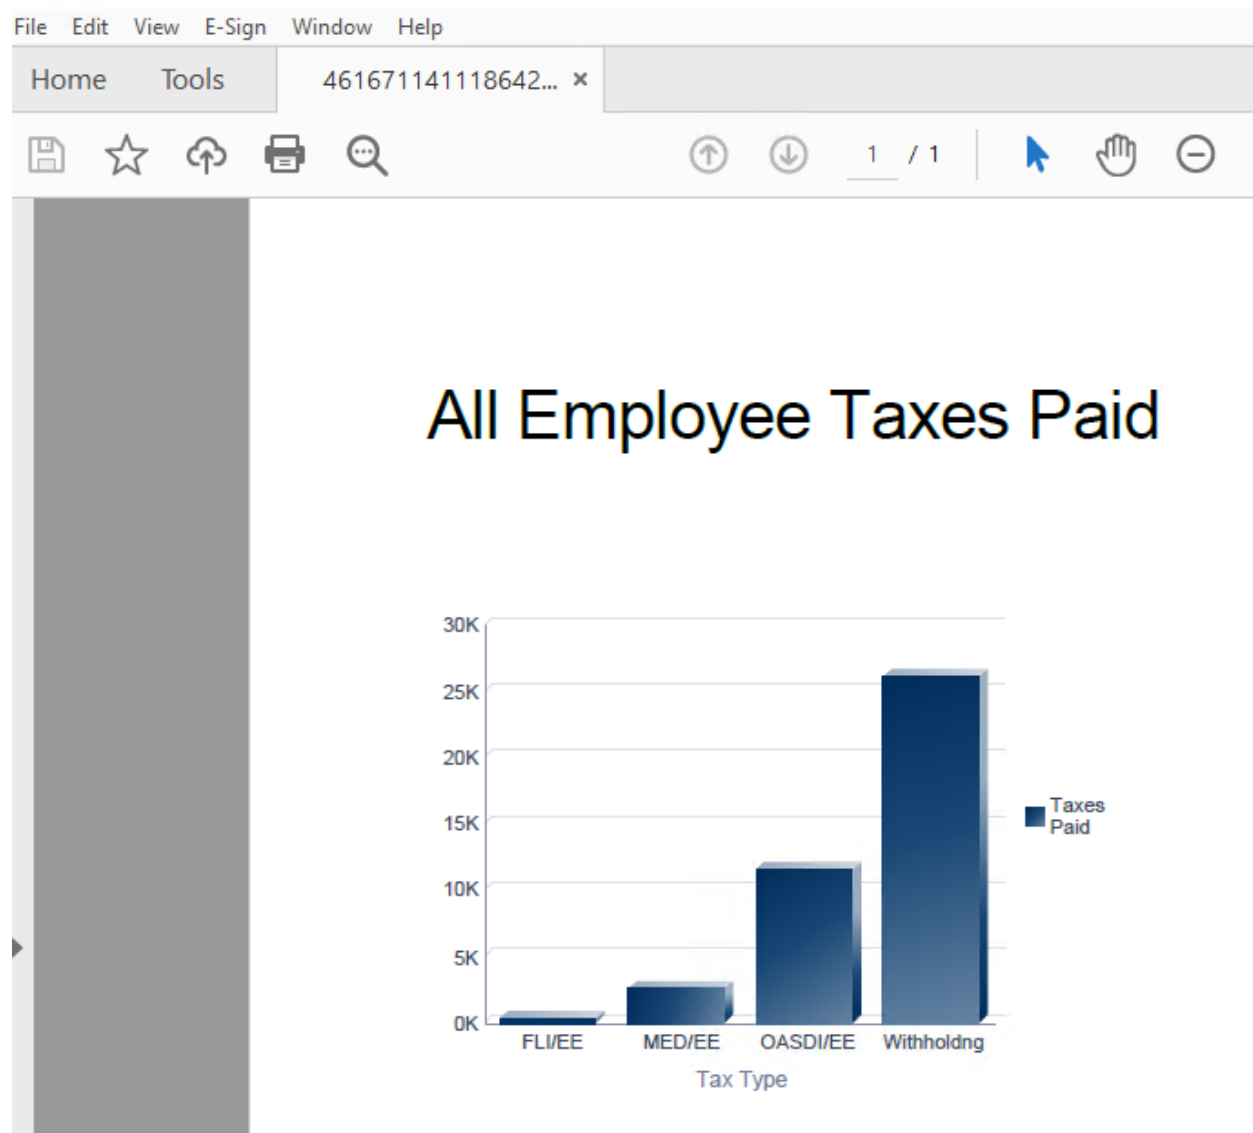 File Edit View E-Sign Window Help
Home Tools 461671141118642... ×
1 / 1
All Employee Taxes Paid
30K
25K
20K
15K
10K
5K
0K
FLI/EE MED/EE OASDI/EE Withholdng
Tax Type
Taxes
Paid